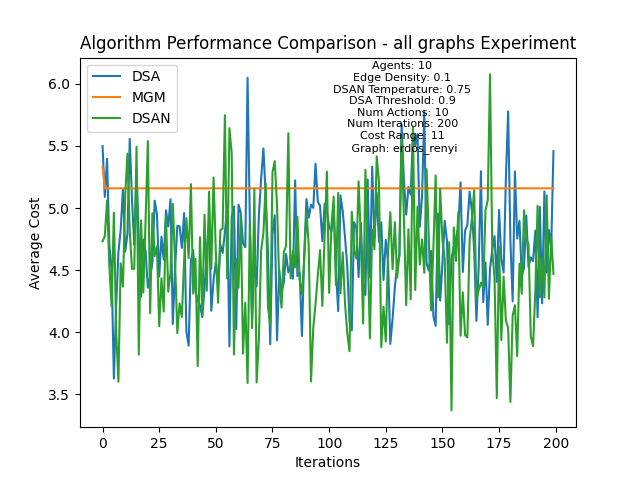 Algorithm Performance Comparison - all graphs Experiment
DSA
MGM
DSAN
Agents: 10
Edge Density: 0.1
DSAN Temperature: 0.75
DSA Threshold: 0.9
Num Actions: 10
Num Iterations: 200
Cost Range: 11
Graph: erdos_renyi
6.0
5.5
5.0
4.5
4.0
3.5
Average Cost
0
25
50
75
100
125
150
175
200
Iterations